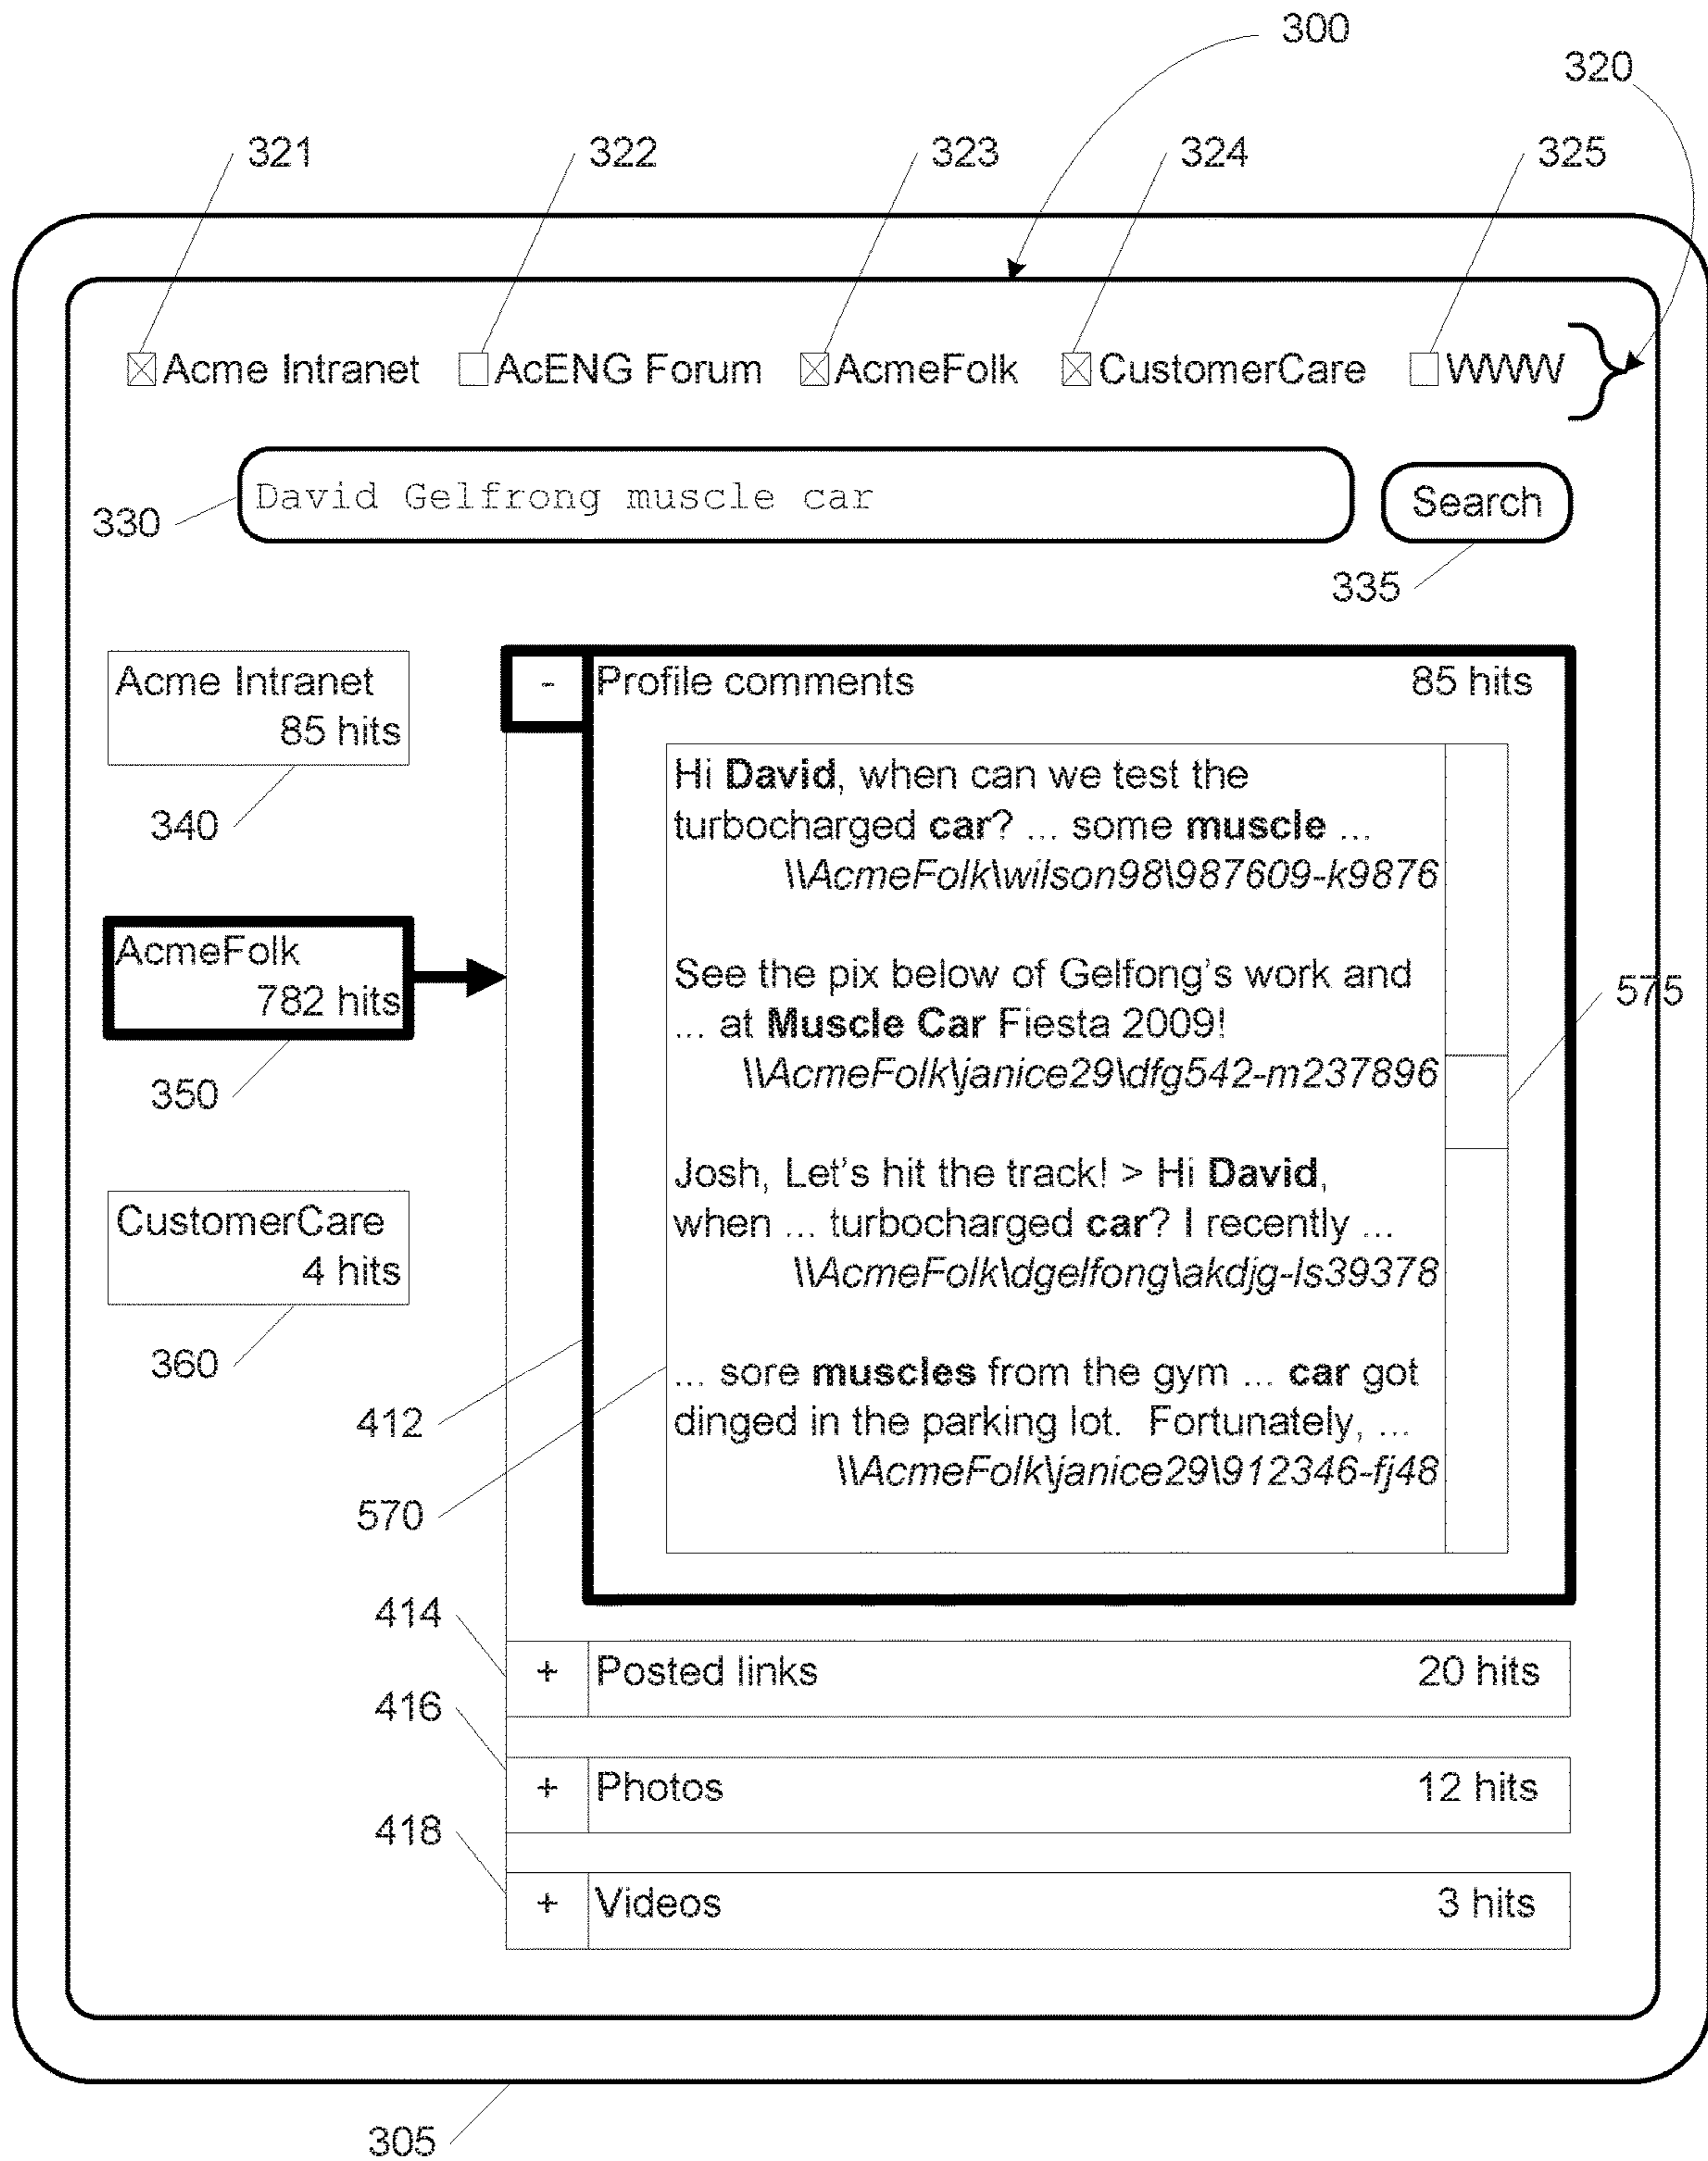 300
320
321 322 323 324 325
Acme Intranet AcENG Forum AcmeFolk CustomerCare WWW
David Gelfrong muscle car
Search
330
335
Acme Intranet
85 hits
340
AcmeFolk
782 hits
350
CustomerCare
4 hits
360
- Profile comments 85 hits
Hi David, when can we test the
turbocharged car? ... some muscle ...
\\AcmeFolk\wilson98\987609-k9876
See the pix below of Gelfong's work and
... at Muscle Car Fiesta 2009!
\\AcmeFolk\janice29\dfg542-m237896
575
Josh, Let's hit the track! > Hi David,
when ... turbocharged car? I recently ...
\\AcmeFolk\dgelfong\akdjg-ls39378
... sore muscles from the gym ... car got
dinged in the parking lot. Fortunately, ...
\\AcmeFolk\janice29\912346-fj48
412
570
414
+ Posted links 20 hits
416
+ Photos 12 hits
418
+ Videos 3 hits
305